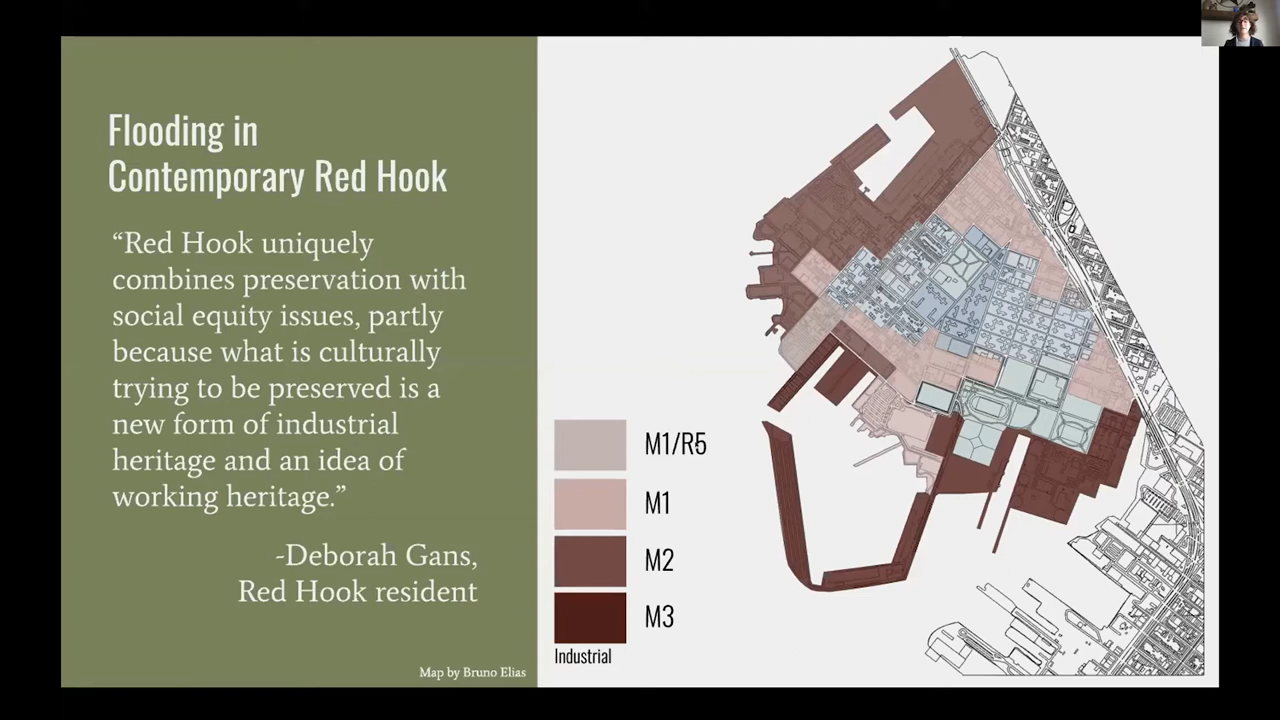 Flooding in
Contemporary Red Hook
“Red Hook uniquely
combines preservation with
social equity issues, partly
because what is culturally
trying to be preserved is a
new form of industrial
heritage and an idea of
working heritage.”
-Deborah Gans,
Red Hook resident
Map by Bruno Elias
M1/R5
M1
M2
M3
Industrial